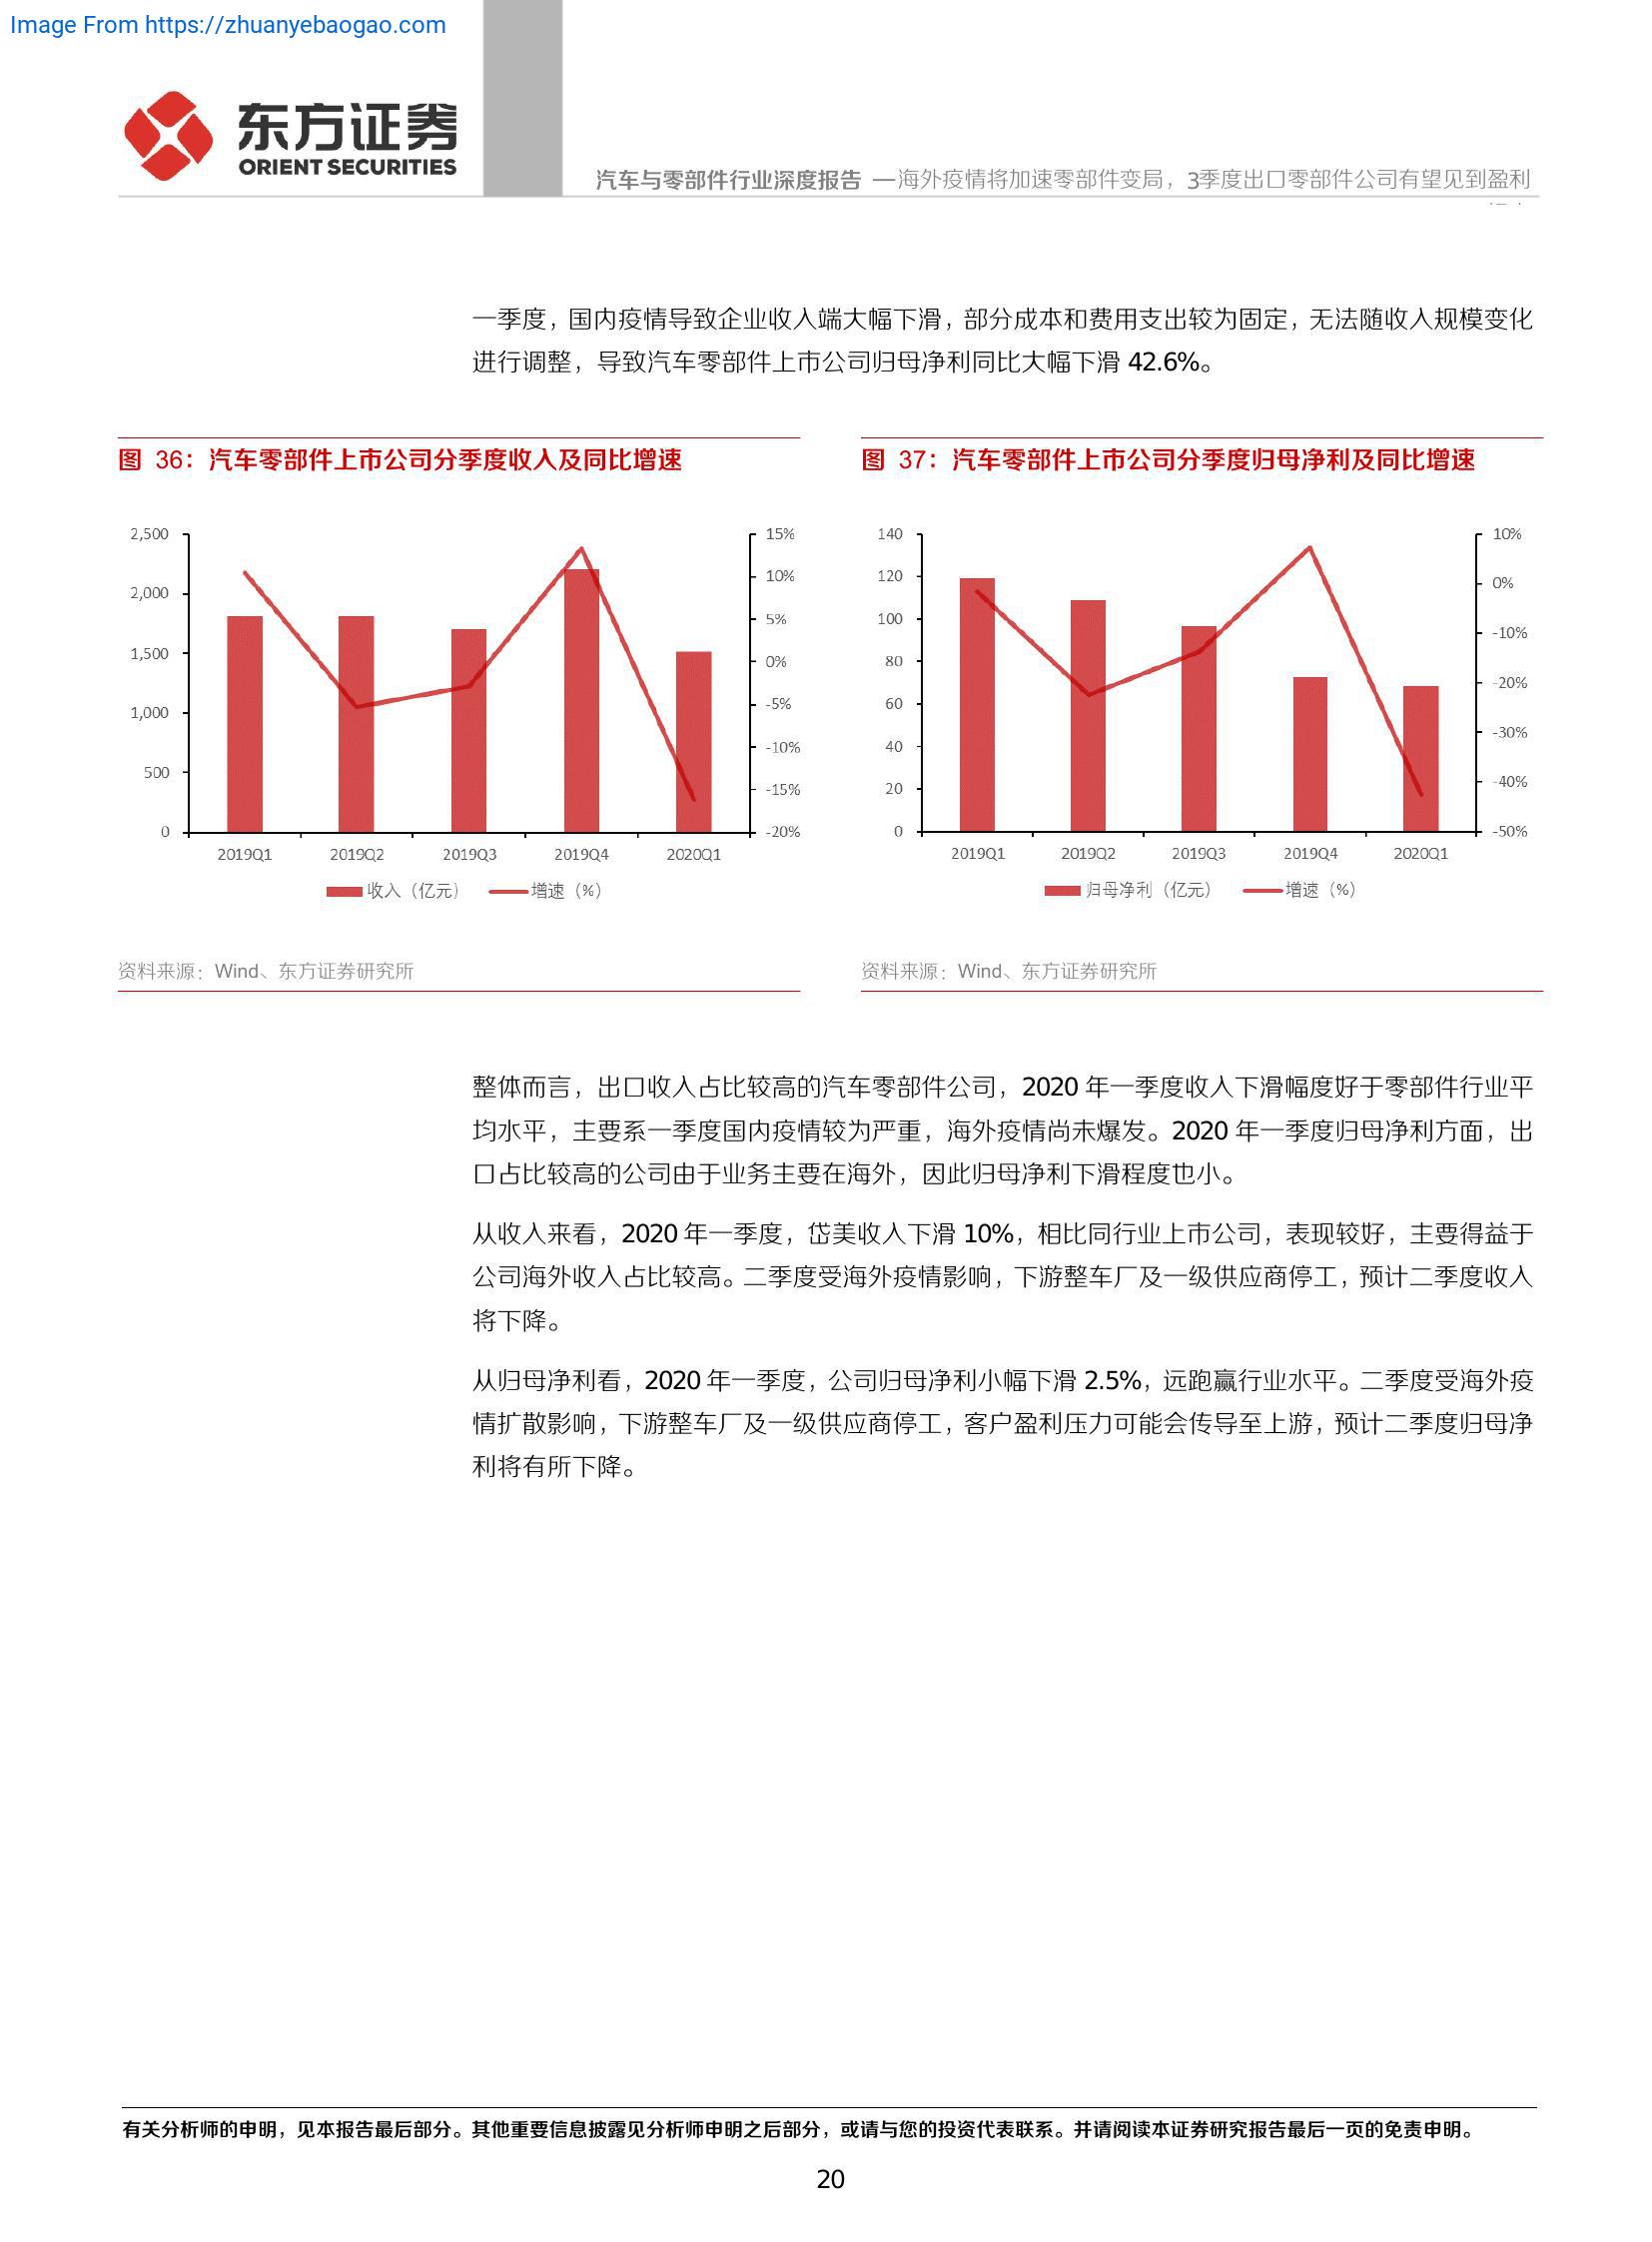 Image From https://zhuanyebaogao.com
东方证券
ORIENT SECURITIES
汽车与零部件行业深度报告 —海外疫情将加速零部件变局，3季度出口零部件公司有望见到盈利
一季度，国内疫情导致企业收入端大幅下滑，部分成本和费用支出较为固定，无法随收入规模变化
进行调整，导致汽车零部件上市公司归母净利同比大幅下滑 42.6%。
图 36：汽车零部件上市公司分季度收入及同比增速
2,500
2,000
1,500
1,000
500
0
15%
10%
5%
0%
-5%
-10%
-15%
-20%
2019Q1 2019Q2 2019Q3 2019Q4 2020Q1
收入（亿元） 增速（%）
资料来源：Wind、东方证券研究所
图 37：汽车零部件上市公司分季度归母净利及同比增速
140
120
100
80
60
40
20
0
10%
0%
-10%
-20%
-30%
-40%
-50%
2019Q1 2019Q2 2019Q3 2019Q4 2020Q1
归母净利（亿元） 增速（%）
资料来源：Wind、东方证券研究所
整体而言，出口收入占比较高的汽车零部件公司，2020 年一季度收入下滑幅度好于零部件行业平
均水平，主要系一季度国内疫情较为严重，海外疫情尚未爆发。2020 年一季度归母净利方面，出
口占比较高的公司由于业务主要在海外，因此归母净利下滑程度也小。
从收入来看，2020 年一季度，岱美收入下滑 10%，相比同行业上市公司，表现较好，主要得益于
公司海外收入占比较高。二季度受海外疫情影响，下游整车厂及一级供应商停工，预计二季度收入
将下降。
从归母净利看，2020 年一季度，公司归母净利小幅下滑 2.5%，远跑赢行业水平。二季度受海外疫
情扩散影响，下游整车厂及一级供应商停工，客户盈利压力可能会传导至上游，预计二季度归母净
利将有所下降。
有关分析师的申明，见本报告最后部分。其他重要信息披露见分析师申明之后部分，或请与您的投资代表联系。并请阅读本证券研究报告最后一页的免责申明。
20